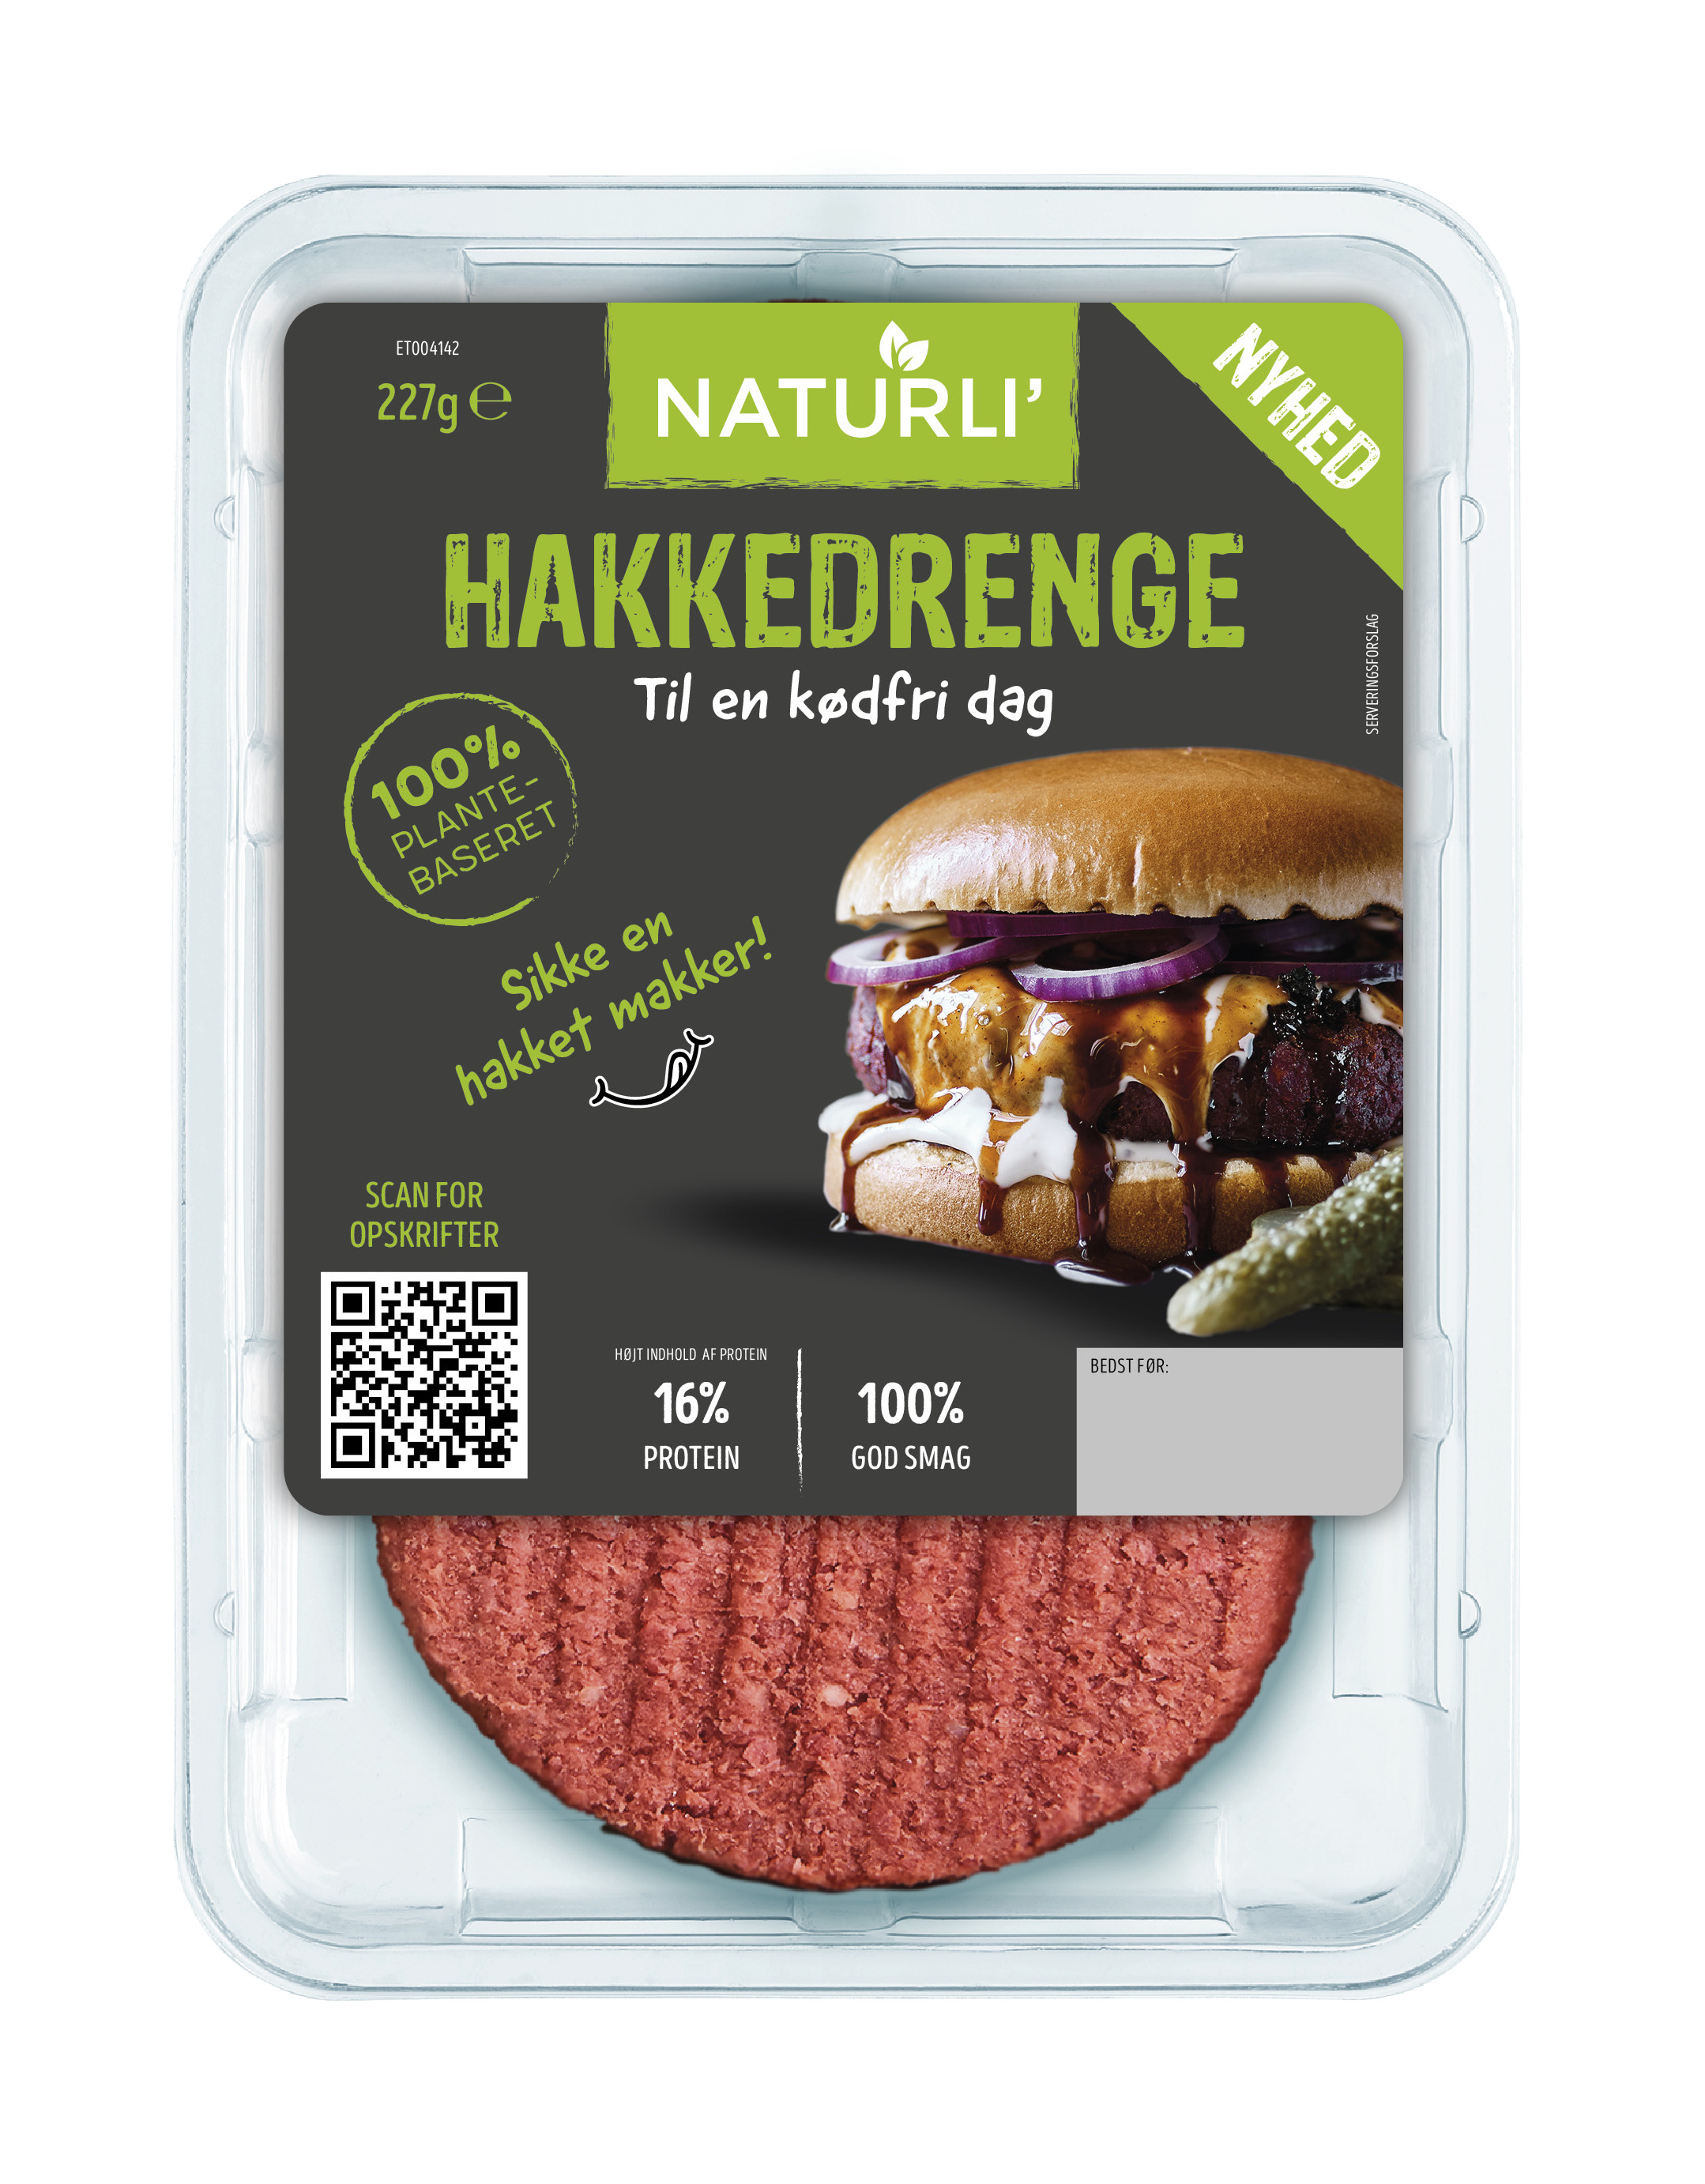 ET004142
227g ℮
NATURLI’
NYHED
HAKKEDRENGE
Til en kødfri dag
SERVERINGSFORSLAG
100%
PLANTE-
BASERET
Sikke en
hakket makker!
SCAN FOR
OPSKRIFTER
HØJT INDHOLD AF PROTEIN
16%
PROTEIN
100%
GOD SMAG
BEDST FØR: